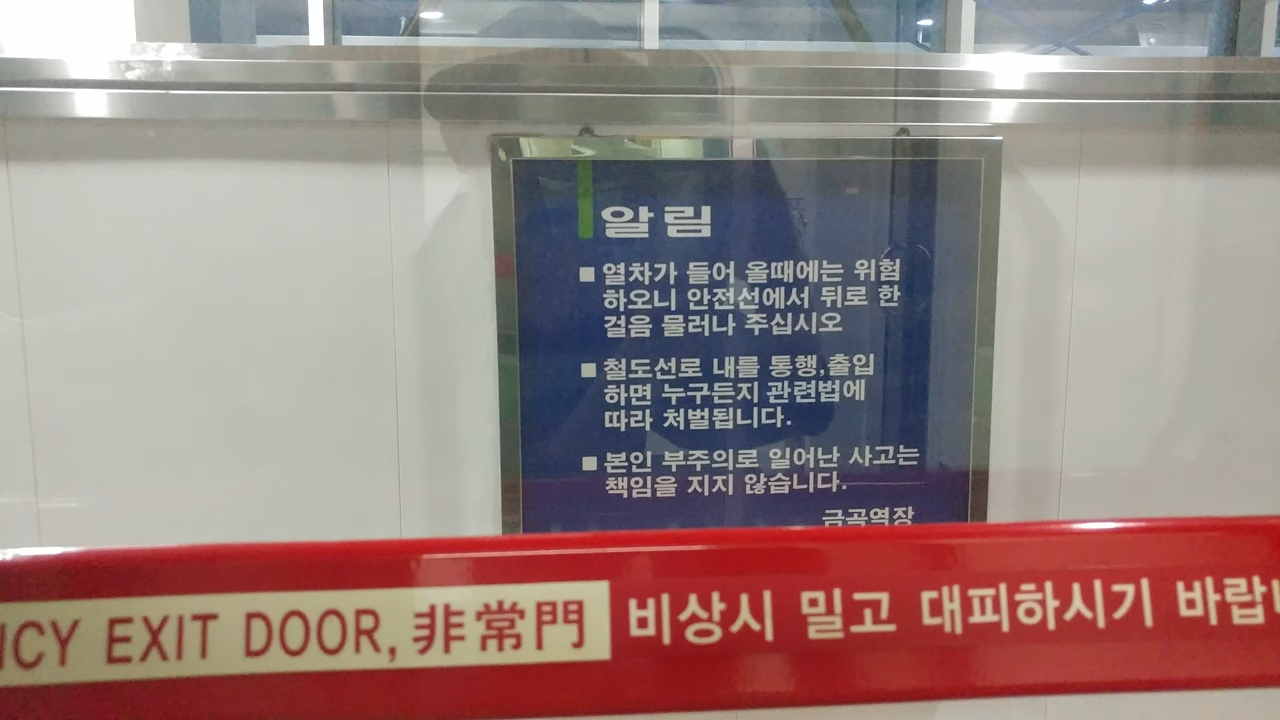 알림
■ 열차가 들어 올때에는 위험
하오니 안전선에서 뒤로 한
걸음 물러나 주십시오
■ 철도선로 내를 통행,출입
하면 누구든지 관련법에
따라 처벌됩니다.
■ 본인 부주의로 일어난 사고는
책임을 지지 않습니다.
금곡역장
EXIT DOOR,非常門 비상시 밀고 대피하시기